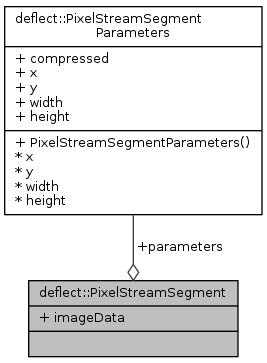 deflect::PixelStreamSegment
Parameters
+ compressed
+ x
+ y
+ width
+ height
+ PixelStreamSegmentParameters()
* x
* y
* width
* height
+parameters
deflect::PixelStreamSegment
+ imageData